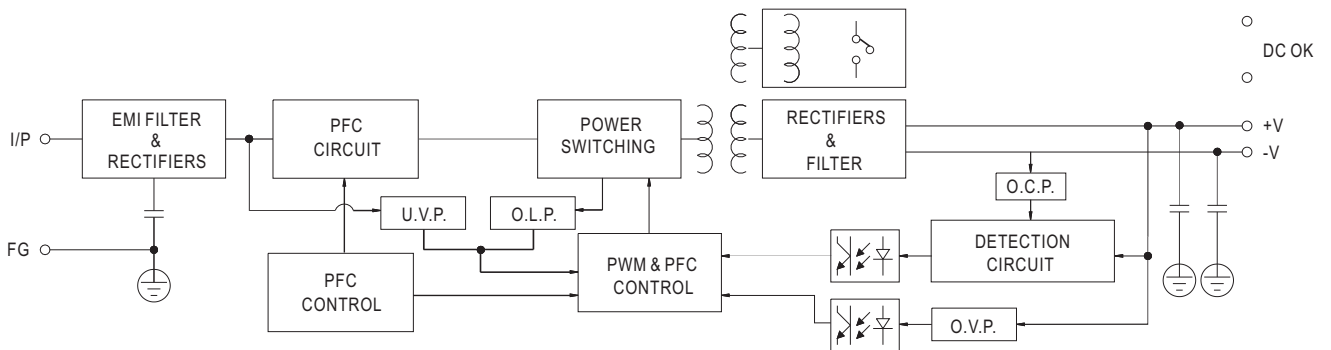 DC OK
I/P
EMI FILTER
&
RECTIFIERS
PFC
CIRCUIT
POWER
SWITCHING
RECTIFIERS
&
FILTER
+V
-V
O.C.P.
U.V.P.
O.L.P.
FG
PFC
CONTROL
PWM & PFC
CONTROL
DETECTION
CIRCUIT
O.V.P.